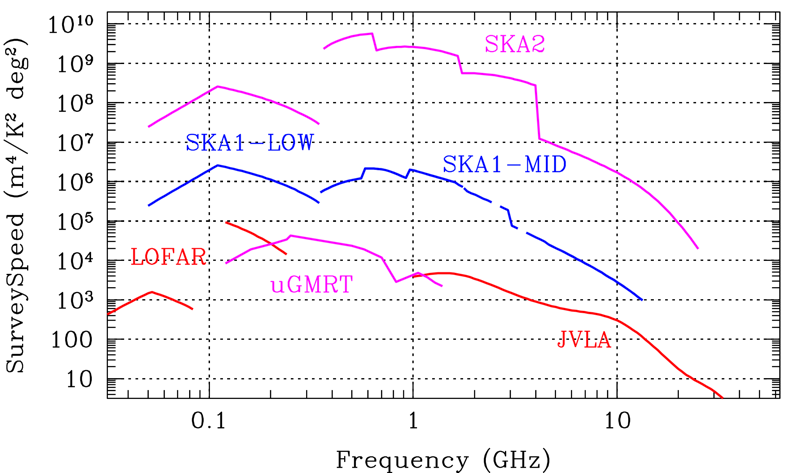 SurveySpeed (m⁴/K² deg²)
10¹⁰
10⁹
10⁸
10⁷
10⁶
10⁵
10⁴
10³
100
10
SKA2
SKA1-LOW
SKA1-MID
LOFAR
uGMRT
JVLA
0.1
1
10
Frequency (GHz)